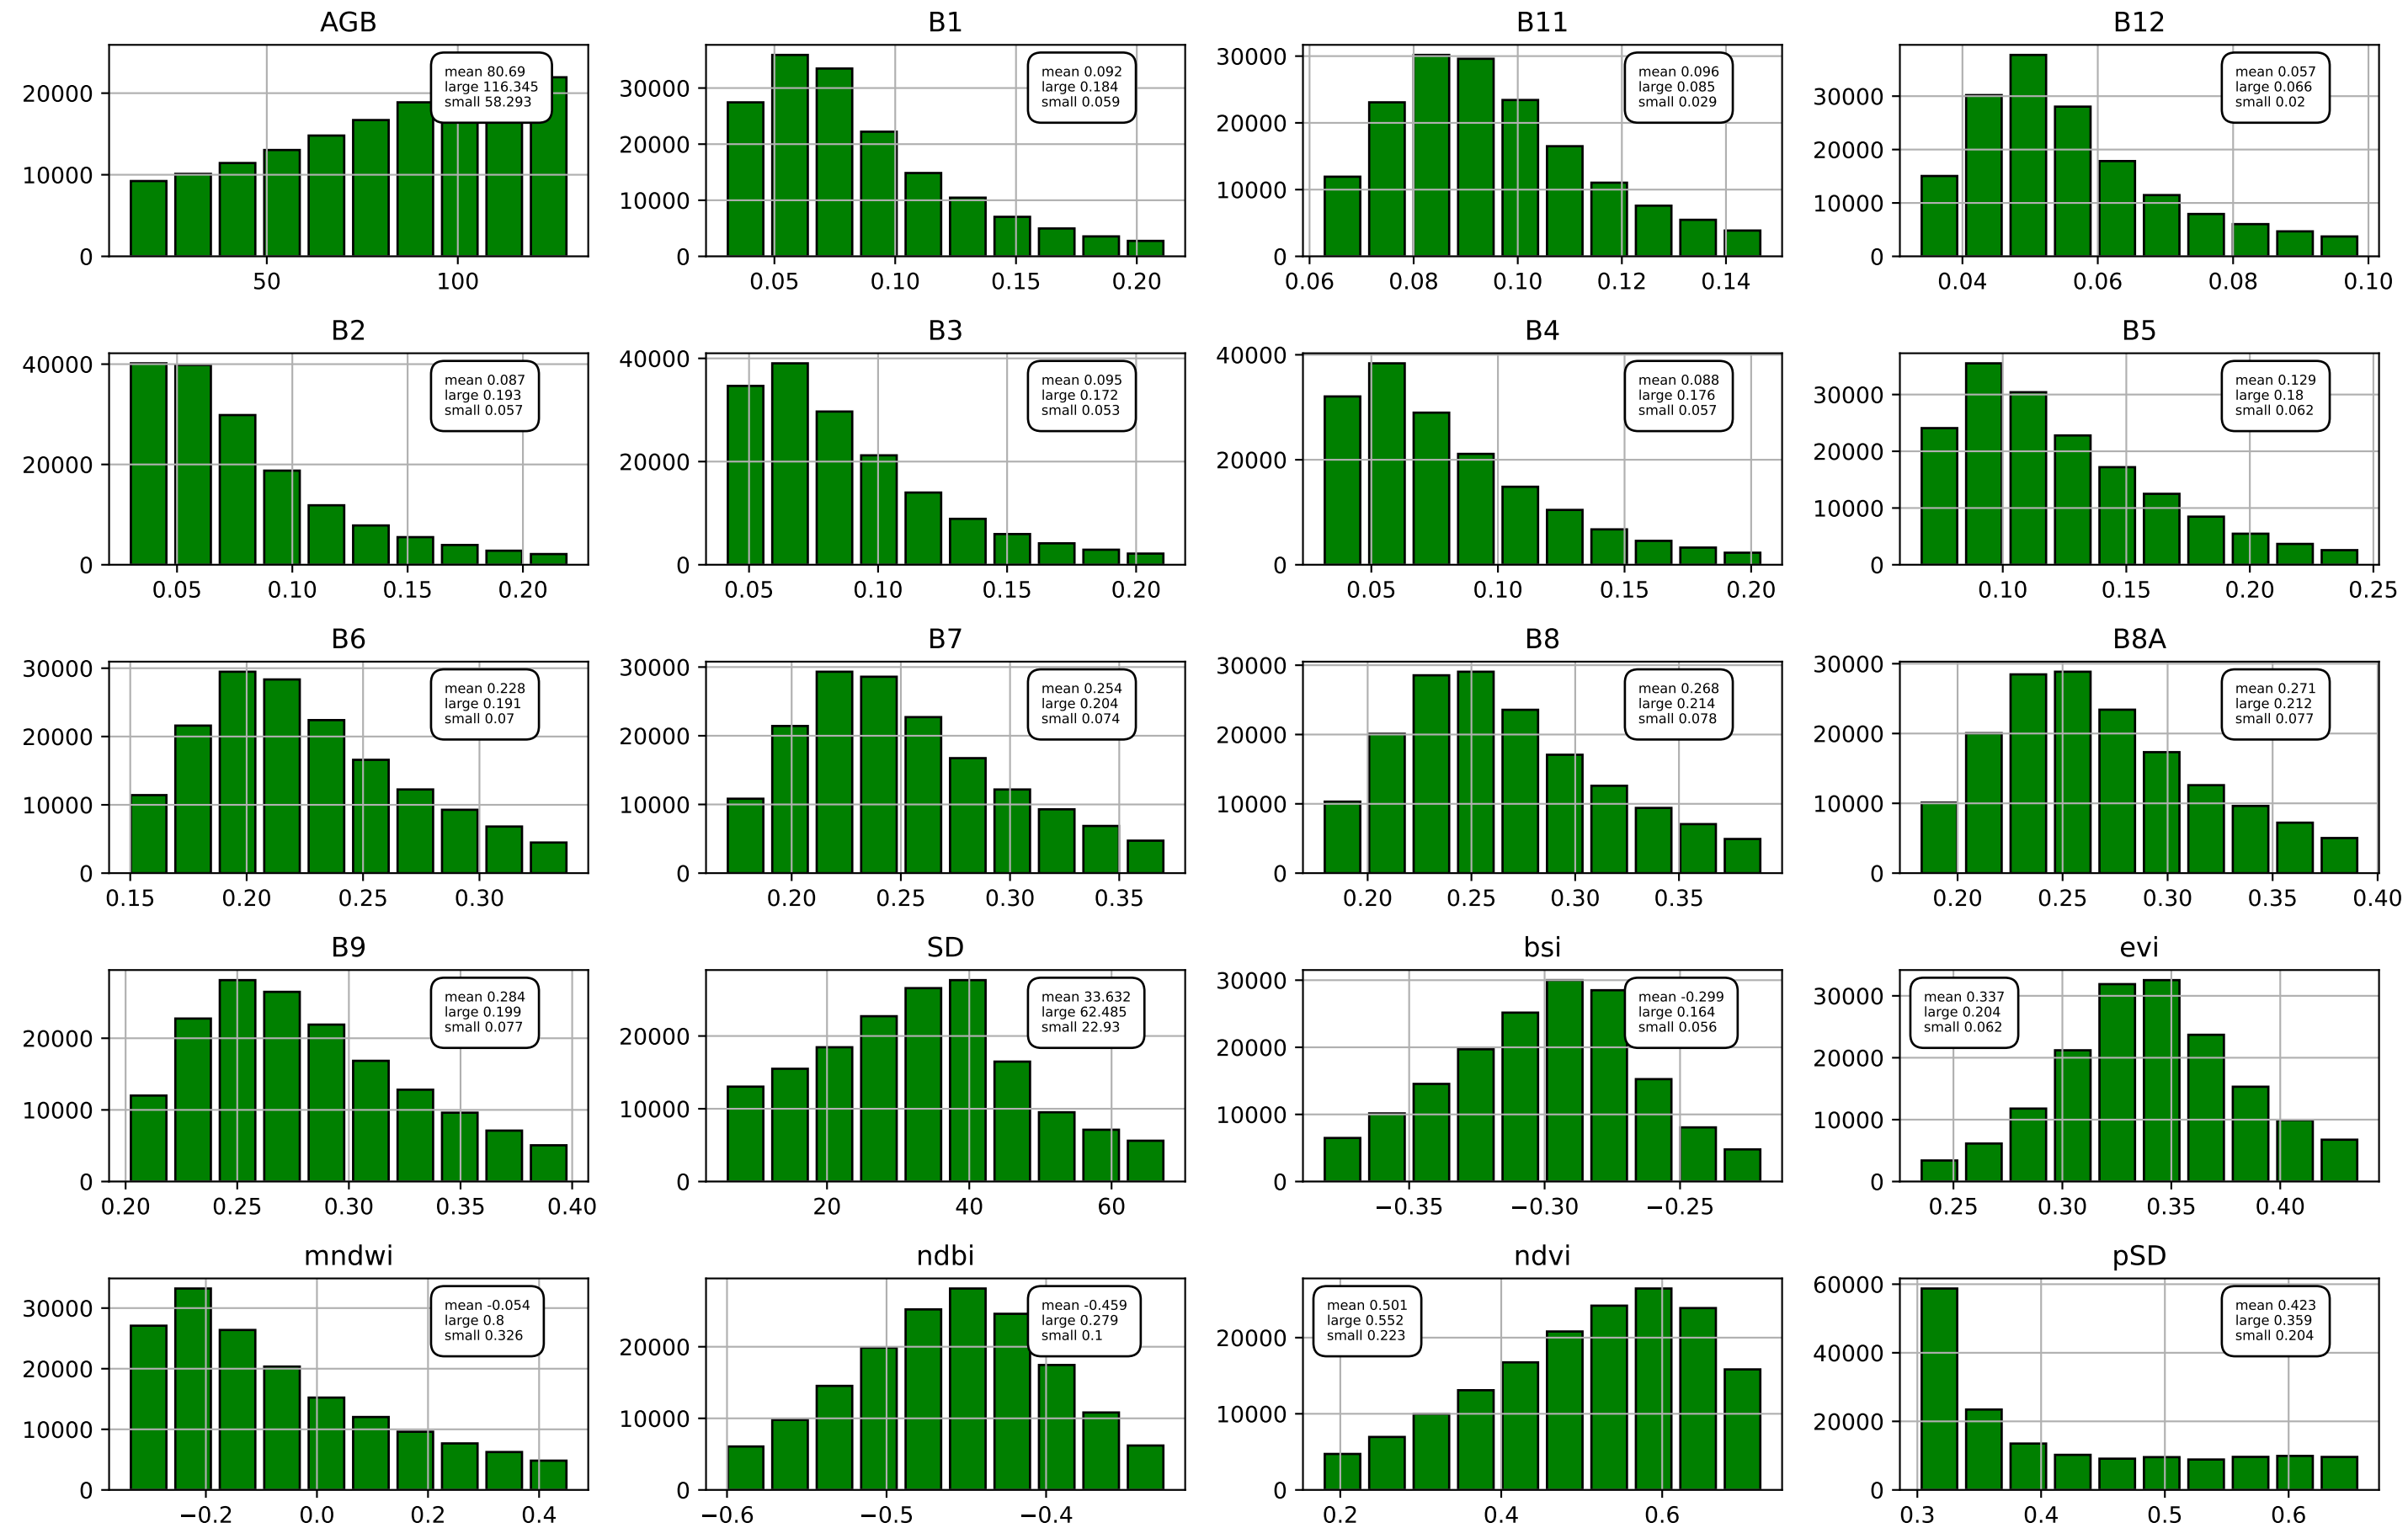 AGB
20000
10000
0
50 100
mean 80.69
large 116.345
small 58.293
B1
30000
20000
10000
0
0.05 0.10 0.15 0.20
mean 0.092
large 0.184
small 0.059
B11
30000
20000
10000
0
0.06 0.08 0.10 0.12 0.14
mean 0.096
large 0.085
small 0.029
B12
30000
20000
10000
0
0.04 0.06 0.08 0.10
mean 0.057
large 0.066
small 0.02
B2
40000
20000
0
0.05 0.10 0.15 0.20
mean 0.087
large 0.193
small 0.057
B3
40000
20000
0
0.05 0.10 0.15 0.20
mean 0.095
large 0.172
small 0.053
B4
40000
20000
0
0.05 0.10 0.15 0.20
mean 0.088
large 0.176
small 0.057
B5
30000
20000
10000
0
0.10 0.15 0.20 0.25
mean 0.129
large 0.18
small 0.062
B6
30000
20000
10000
0
0.15 0.20 0.25 0.30
mean 0.228
large 0.191
small 0.07
B7
30000
20000
10000
0
0.20 0.25 0.30 0.35
mean 0.254
large 0.204
small 0.074
B8
30000
20000
10000
0
0.20 0.25 0.30 0.35
mean 0.268
large 0.214
small 0.078
B8A
30000
20000
10000
0
0.20 0.25 0.30 0.35 0.40
mean 0.271
large 0.212
small 0.077
B9
20000
10000
0
0.20 0.25 0.30 0.35 0.40
mean 0.284
large 0.199
small 0.077
SD
20000
10000
0
20 40 60
mean 33.632
large 62.485
small 22.93
bsi
30000
20000
10000
0
−0.35 −0.30 −0.25
mean -0.299
large 0.164
small 0.056
evi
30000
20000
10000
0
0.25 0.30 0.35 0.40
mean 0.337
large 0.204
small 0.062
mndwi
30000
20000
10000
0
−0.2 0.0 0.2 0.4
mean -0.054
large 0.8
small 0.326
ndbi
20000
10000
0
−0.6 −0.5 −0.4
mean -0.459
large 0.279
small 0.1
ndvi
20000
10000
0
0.2 0.4 0.6
mean 0.501
large 0.552
small 0.223
pSD
60000
40000
20000
0
0.3 0.4 0.5 0.6
mean 0.423
large 0.359
small 0.204